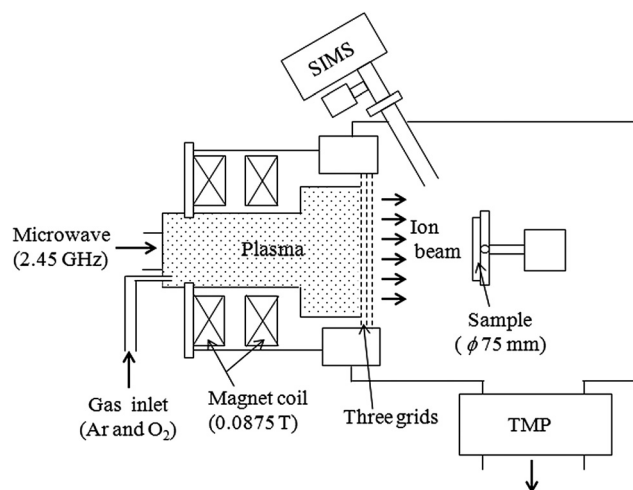 SIMS
Microwave
(2.45 GHz)
Plasma
Ion
beam
Sample
( ϕ 75 mm)
Gas inlet
(Ar and O₂)
Magnet coil
(0.0875 T)
Three grids
TMP